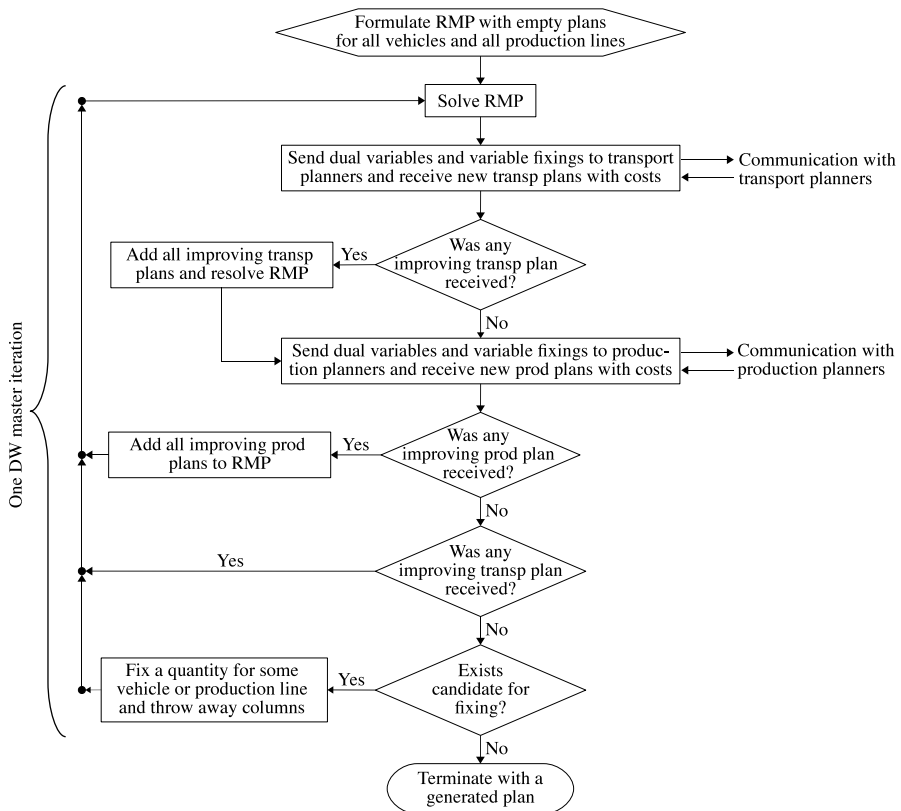 Formulate RMP with empty plans
for all vehicles and all production lines
Solve RMP
Send dual variables and variable fixings to transport
planners and receive new transp plans with costs
Communication with
transport planners
Was any
improving transp plan
received?
Yes
Add all improving transp
plans and resolve RMP
No
Send dual variables and variable fixings to produc-
tion planners and receive new prod plans with costs
Communication with
production planners
One DW master iteration
Was any
improving prod plan
received?
Yes
Add all improving prod
plans to RMP
No
Was any
improving transp plan
received?
Yes
No
Exists
candidate for
fixing?
Yes
Fix a quantity for some
vehicle or production line
and throw away columns
No
Terminate with a
generated plan